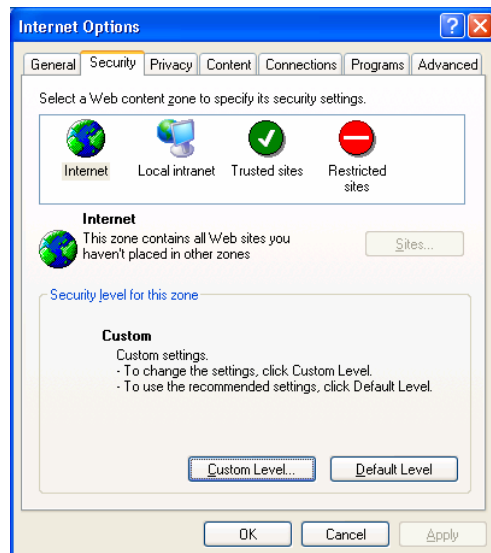 Internet Options
General Security Privacy Content Connections Programs Advanced
Select a Web content zone to specify its security settings.
Internet Local intranet Trusted sites Restricted
sites
Internet
This zone contains all Web sites you
haven't placed in other zones
Sites...
Security level for this zone
Custom
Custom settings.
- To change the settings, click Custom Level.
- To use the recommended settings, click Default Level.
Custom Level... Default Level
OK Cancel Apply